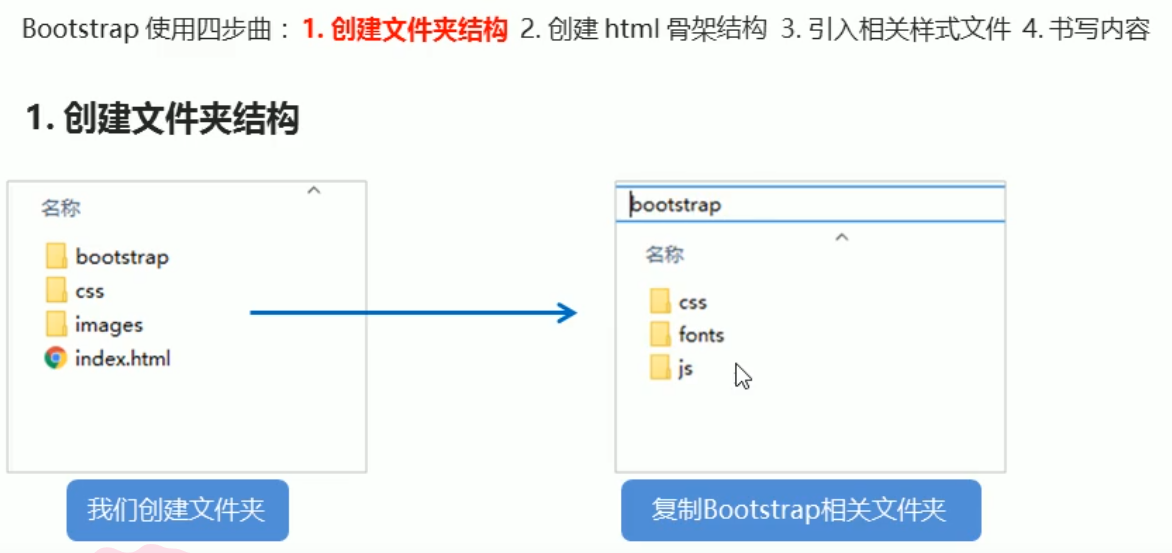 Bootstrap 使用四步曲：1. 创建文件夹结构 2. 创建 html 骨架结构 3. 引入相关样式文件 4. 书写内容
1. 创建文件夹结构
名称
bootstrap
css
images
index.html
我们创建文件夹
bootstrap
名称
css
fonts
js
复制Bootstrap相关文件夹